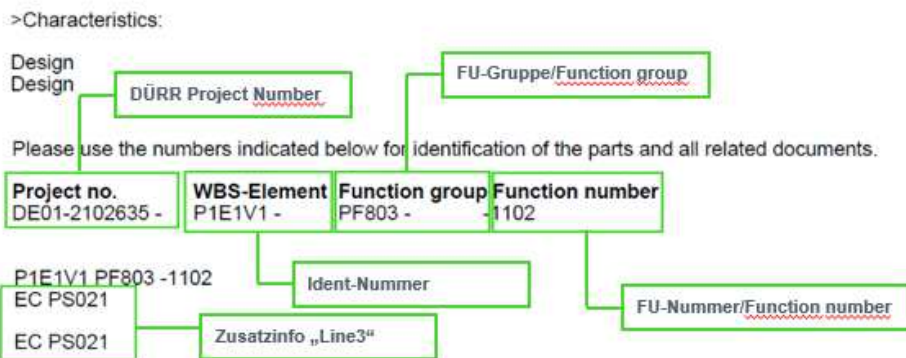 >Characteristics:
Design
Design
DÜRR Project Number
FU-Gruppe/Function group
Please use the numbers indicated below for identification of the parts and all related documents.
Project no. WBS-Element Function group Function number
DE01-2102635 - P1E1V1 - PF803 - -1102
P1E1V1 PF803 -1102
Ident-Nummer
EC PS021
FU-Nummer/Function number
EC PS021
Zusatzinfo „Line3“